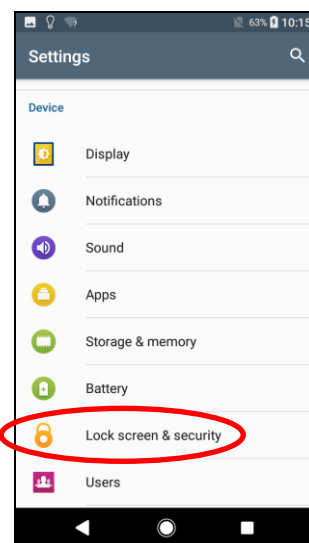 63% 10:15
Settings
Device
Display
Notifications
Sound
Apps
Storage & memory
Battery
Lock screen & security
Users